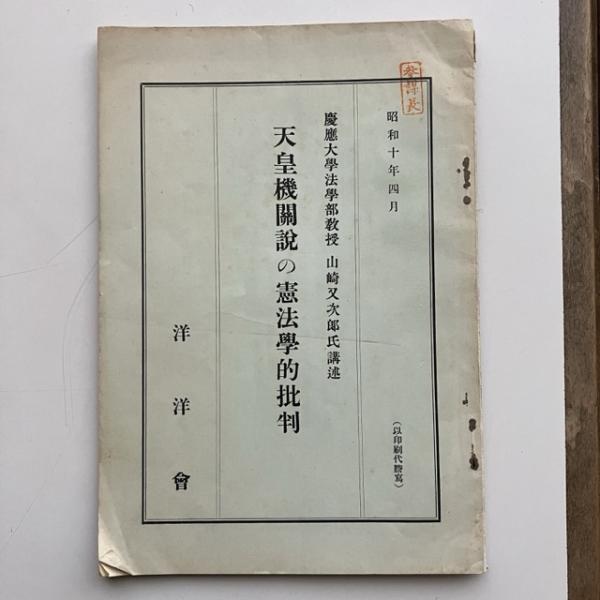 昭和十年四月
(以印刷代謄寫)
慶應大學法學部教授 山崎又次郞氏講述
天皇機關說の憲法學的批判
洋洋會